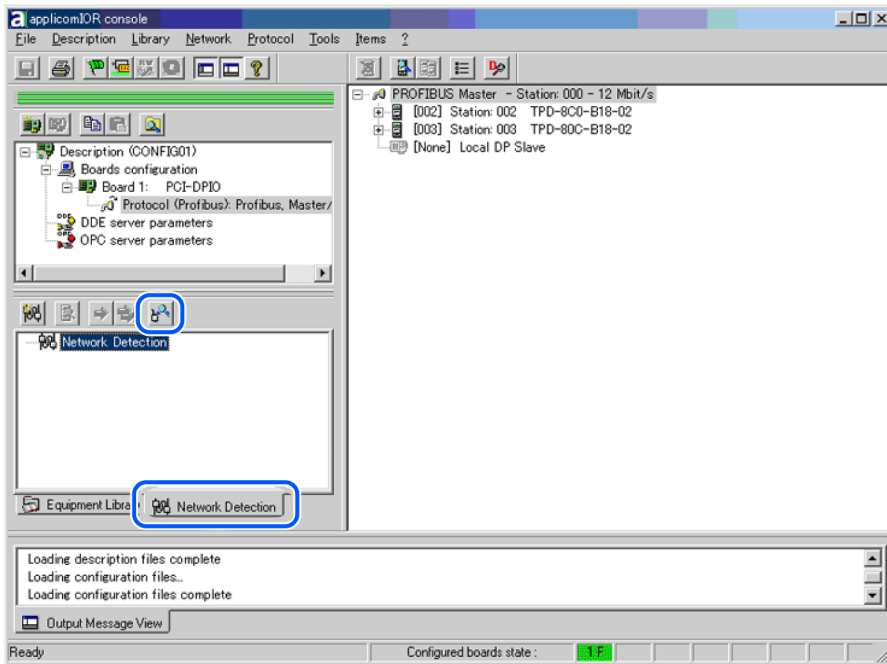 applicomIOR console
File Description Library Network Protocol Tools Items ?
PROFIBUS Master - Station: 000 - 12 Mbit/s
[002] Station: 002 TPD-8C0-B18-02
[003] Station: 003 TPD-80C-B18-02
[None] Local DP Slave
Description (CONFIG01)
Boards configuration
Board 1: PCI-DPIO
Protocol (Profibus): Profibus, Master/
DDE server parameters
OPC server parameters
Network Detection
Equipment Libra
Network Detection
Loading description files complete
Loading configuration files...
Loading configuration files complete
Output Message View
Ready
Configured boards state :
1 F